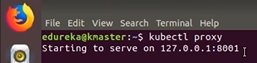 Terminal
File Edit View Search Terminal Help
edureka@kmaster:~$ kubectl proxy
Starting to serve on 127.0.0.1:8001